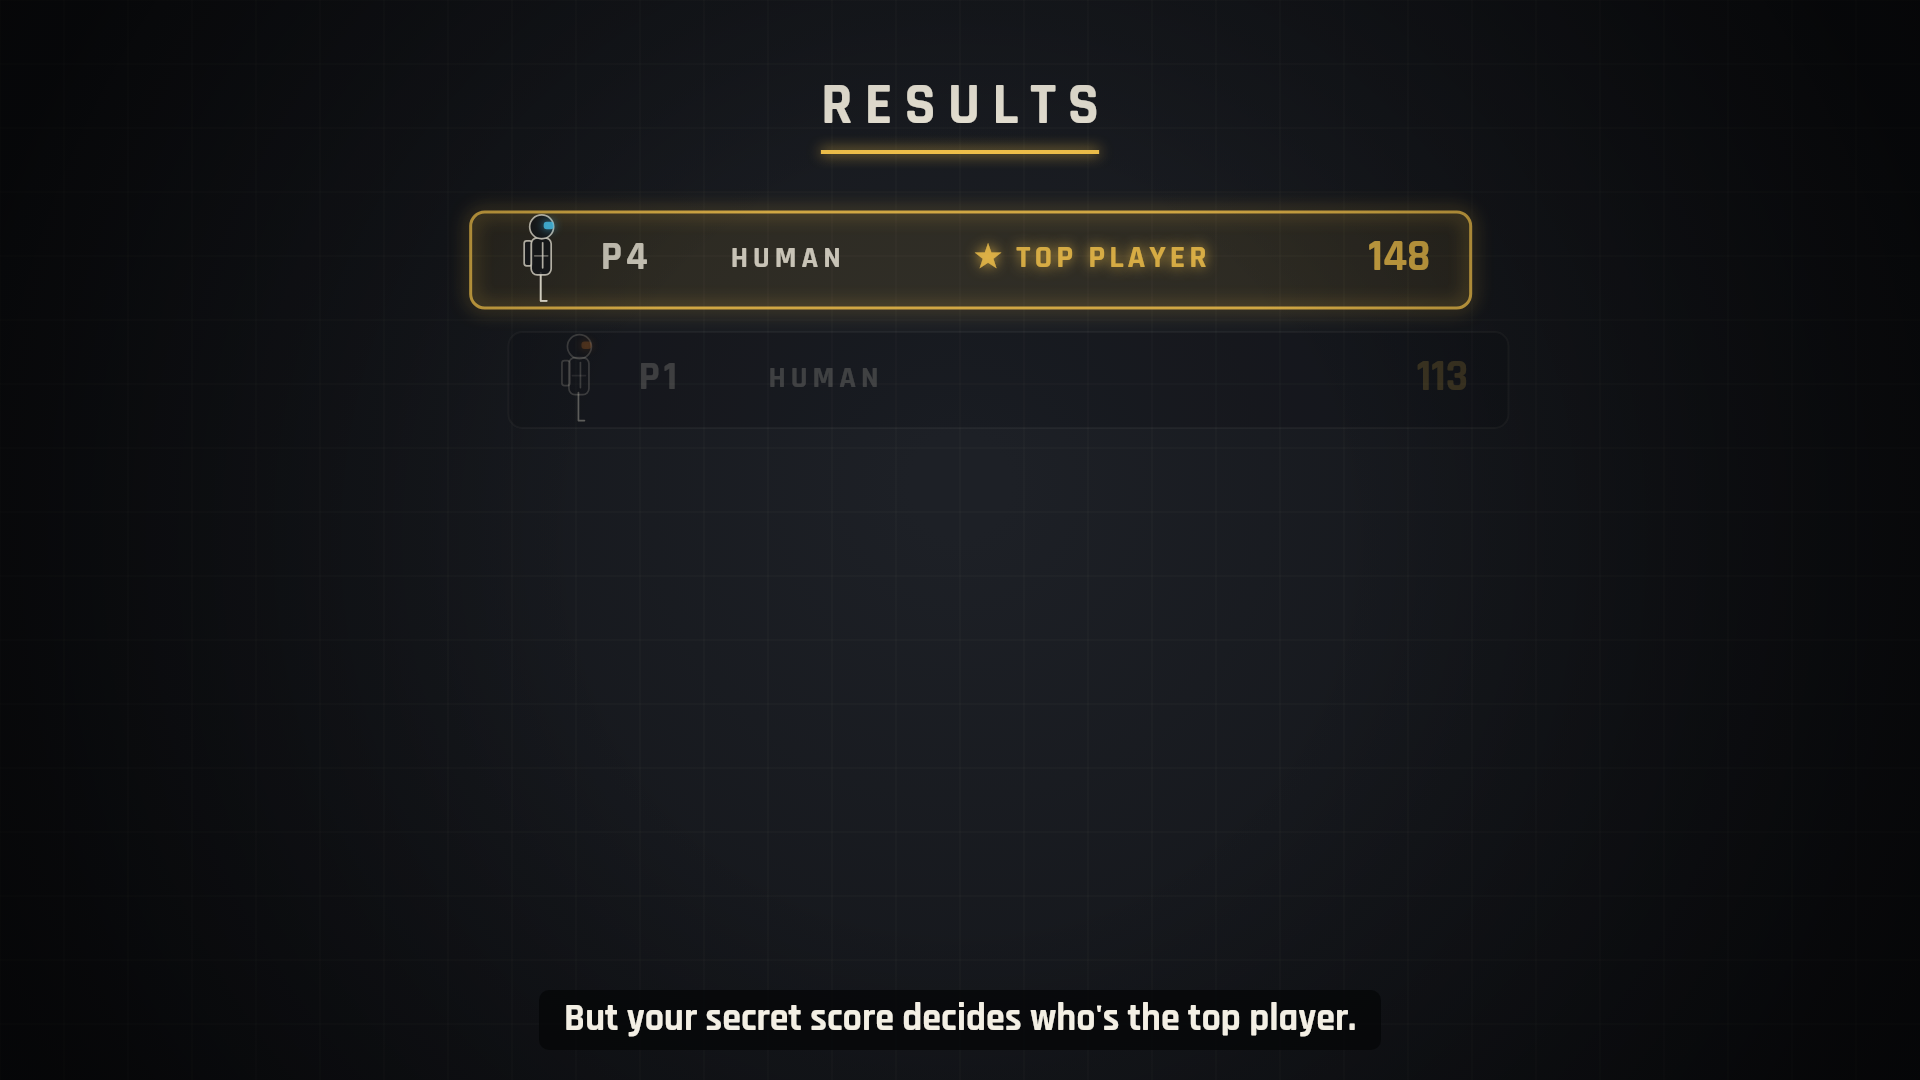 RESULTS
P4 HUMAN ★ TOP PLAYER 148
P1 HUMAN 113
But your secret score decides who's the top player.